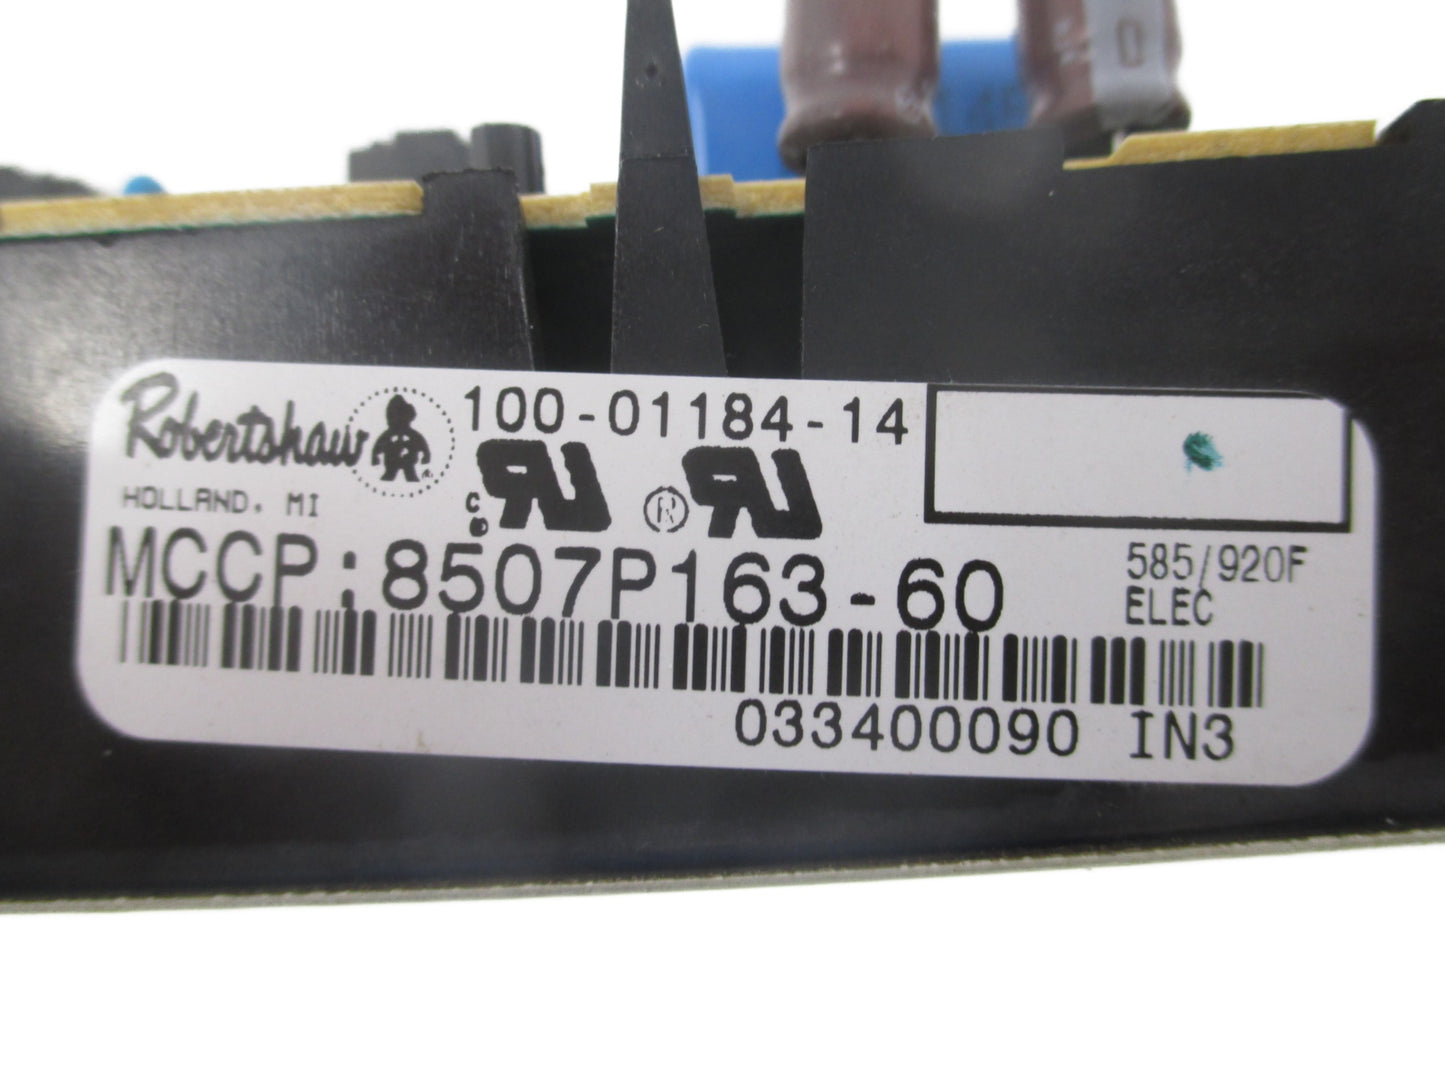 Robertshaw
100-01184-14
HOLLAND, MI
MCCP:8507P163-60
585/920F
ELEC
033400090 IN3